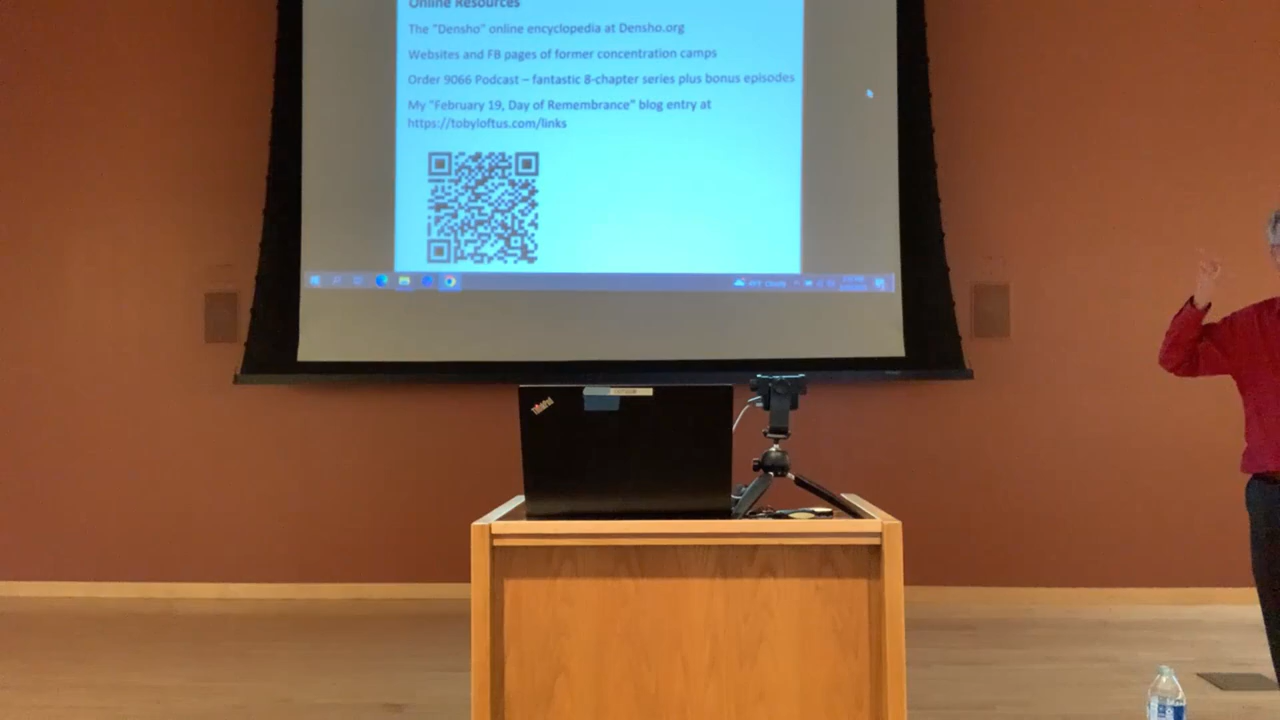 Online Resources
The "Densho" online encyclopedia at Densho.org
Websites and FB pages of former concentration camps
Order 9066 Podcast – fantastic 8-chapter series plus bonus episodes
My "February 19, Day of Remembrance" blog entry at
https://tobyloftus.com/links
ThinkPad